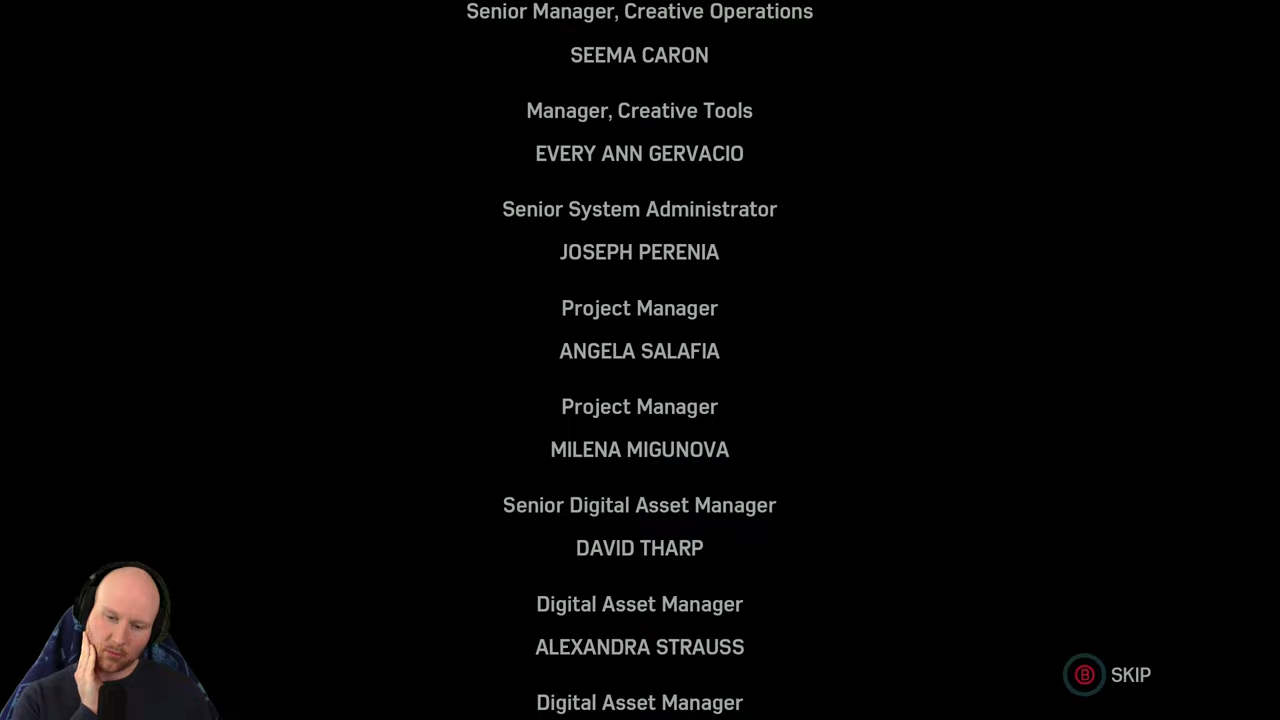 Senior Manager, Creative Operations
SEEMA CARON
Manager, Creative Tools
EVERY ANN GERVACIO
Senior System Administrator
JOSEPH PERENIA
Project Manager
ANGELA SALAFIA
Project Manager
MILENA MIGUNOVA
Senior Digital Asset Manager
DAVID THARP
Digital Asset Manager
ALEXANDRA STRAUSS
Digital Asset Manager
B SKIP